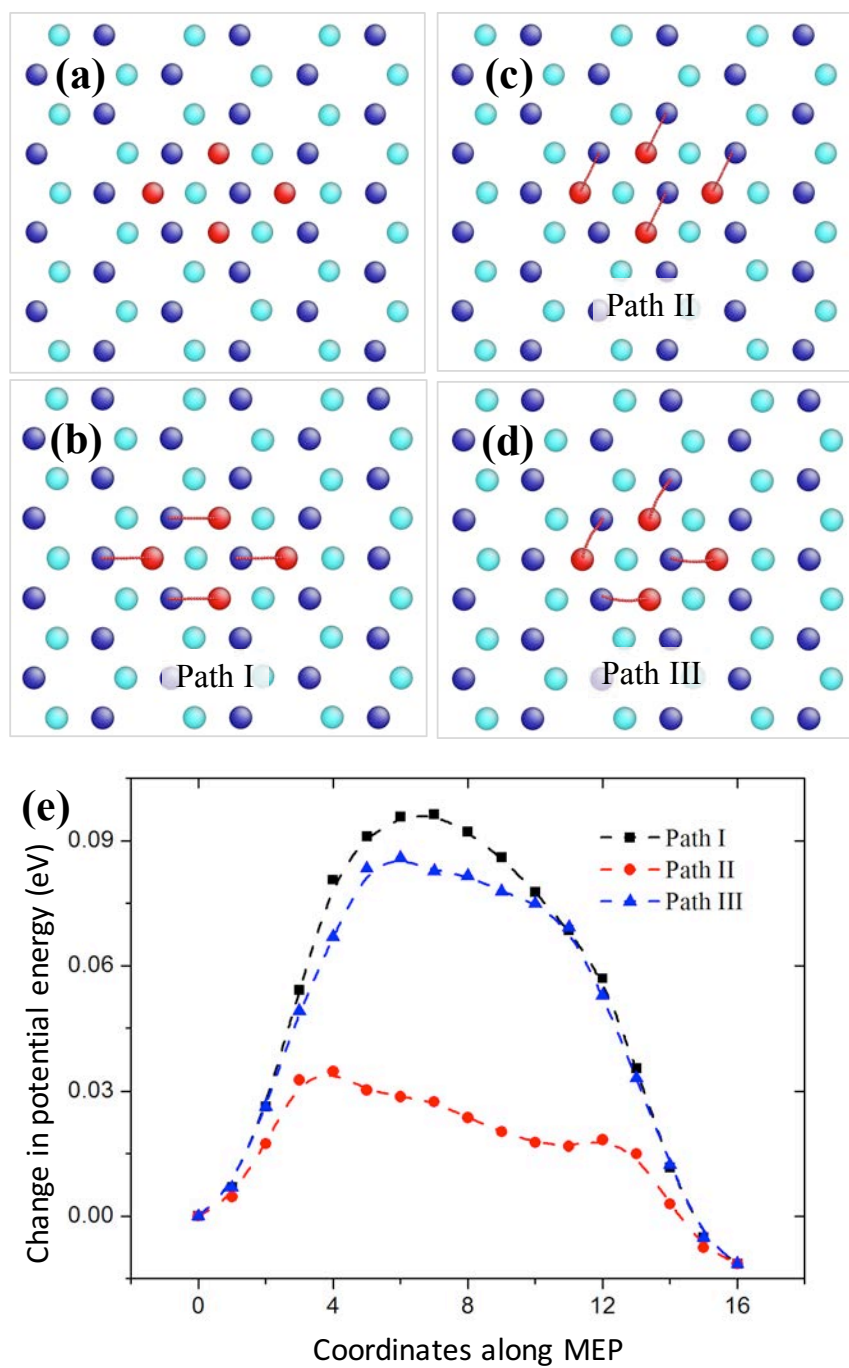 (a)
(c)
Path II
(b)
(d)
Path I
Path III
(e)
Change in potential energy (eV)
0.09
0.06
0.03
0.00
Path I
Path II
Path III
0 4 8 12 16
Coordinates along MEP